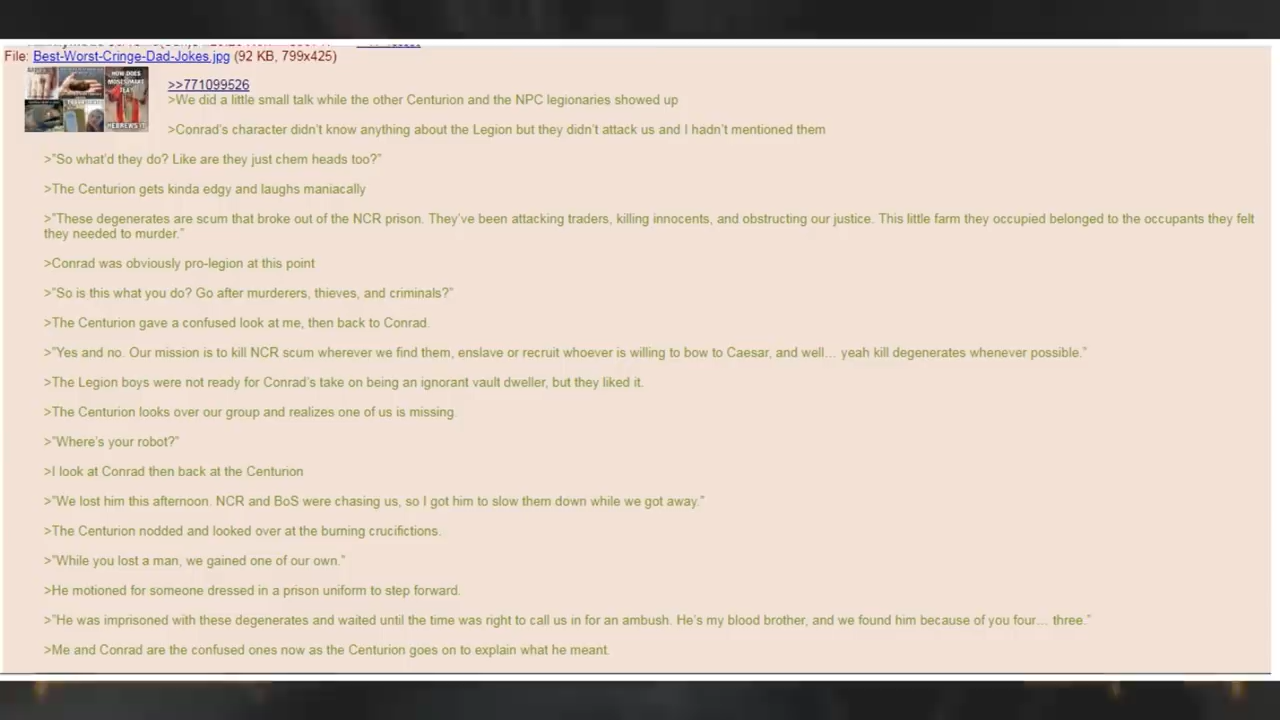 File: Best-Worst-Cringe-Dad-Jokes.jpg (92 KB, 799x425)
HOW DOES
MOSES MAKE
TEA?
HEBREWS IT
>>771099526
>We did a little small talk while the other Centurion and the NPC legionaries showed up
>Conrad's character didn't know anything about the Legion but they didn't attack us and I hadn't mentioned them
>"So what'd they do? Like are they just chem heads too?"
>The Centurion gets kinda edgy and laughs maniacally
>"These degenerates are scum that broke out of the NCR prison. They've been attacking traders, killing innocents, and obstructing our justice. This little farm they occupied belonged to the occupants they felt
they needed to murder."
>Conrad was obviously pro-legion at this point
>"So is this what you do? Go after murderers, thieves, and criminals?"
>The Centurion gave a confused look at me, then back to Conrad.
>"Yes and no. Our mission is to kill NCR scum wherever we find them, enslave or recruit whoever is willing to bow to Caesar, and well... yeah kill degenerates whenever possible."
>The Legion boys were not ready for Conrad's take on being an ignorant vault dweller, but they liked it.
>The Centurion looks over our group and realizes one of us is missing.
>"Where's your robot?"
>I look at Conrad then back at the Centurion
>"We lost him this afternoon. NCR and BoS were chasing us, so I got him to slow them down while we got away."
>The Centurion nodded and looked over at the burning crucifictions.
>"While you lost a man, we gained one of our own."
>He motioned for someone dressed in a prison uniform to step forward.
>"He was imprisoned with these degenerates and waited until the time was right to call us in for an ambush. He's my blood brother, and we found him because of you four... three."
>Me and Conrad are the confused ones now as the Centurion goes on to explain what he meant.